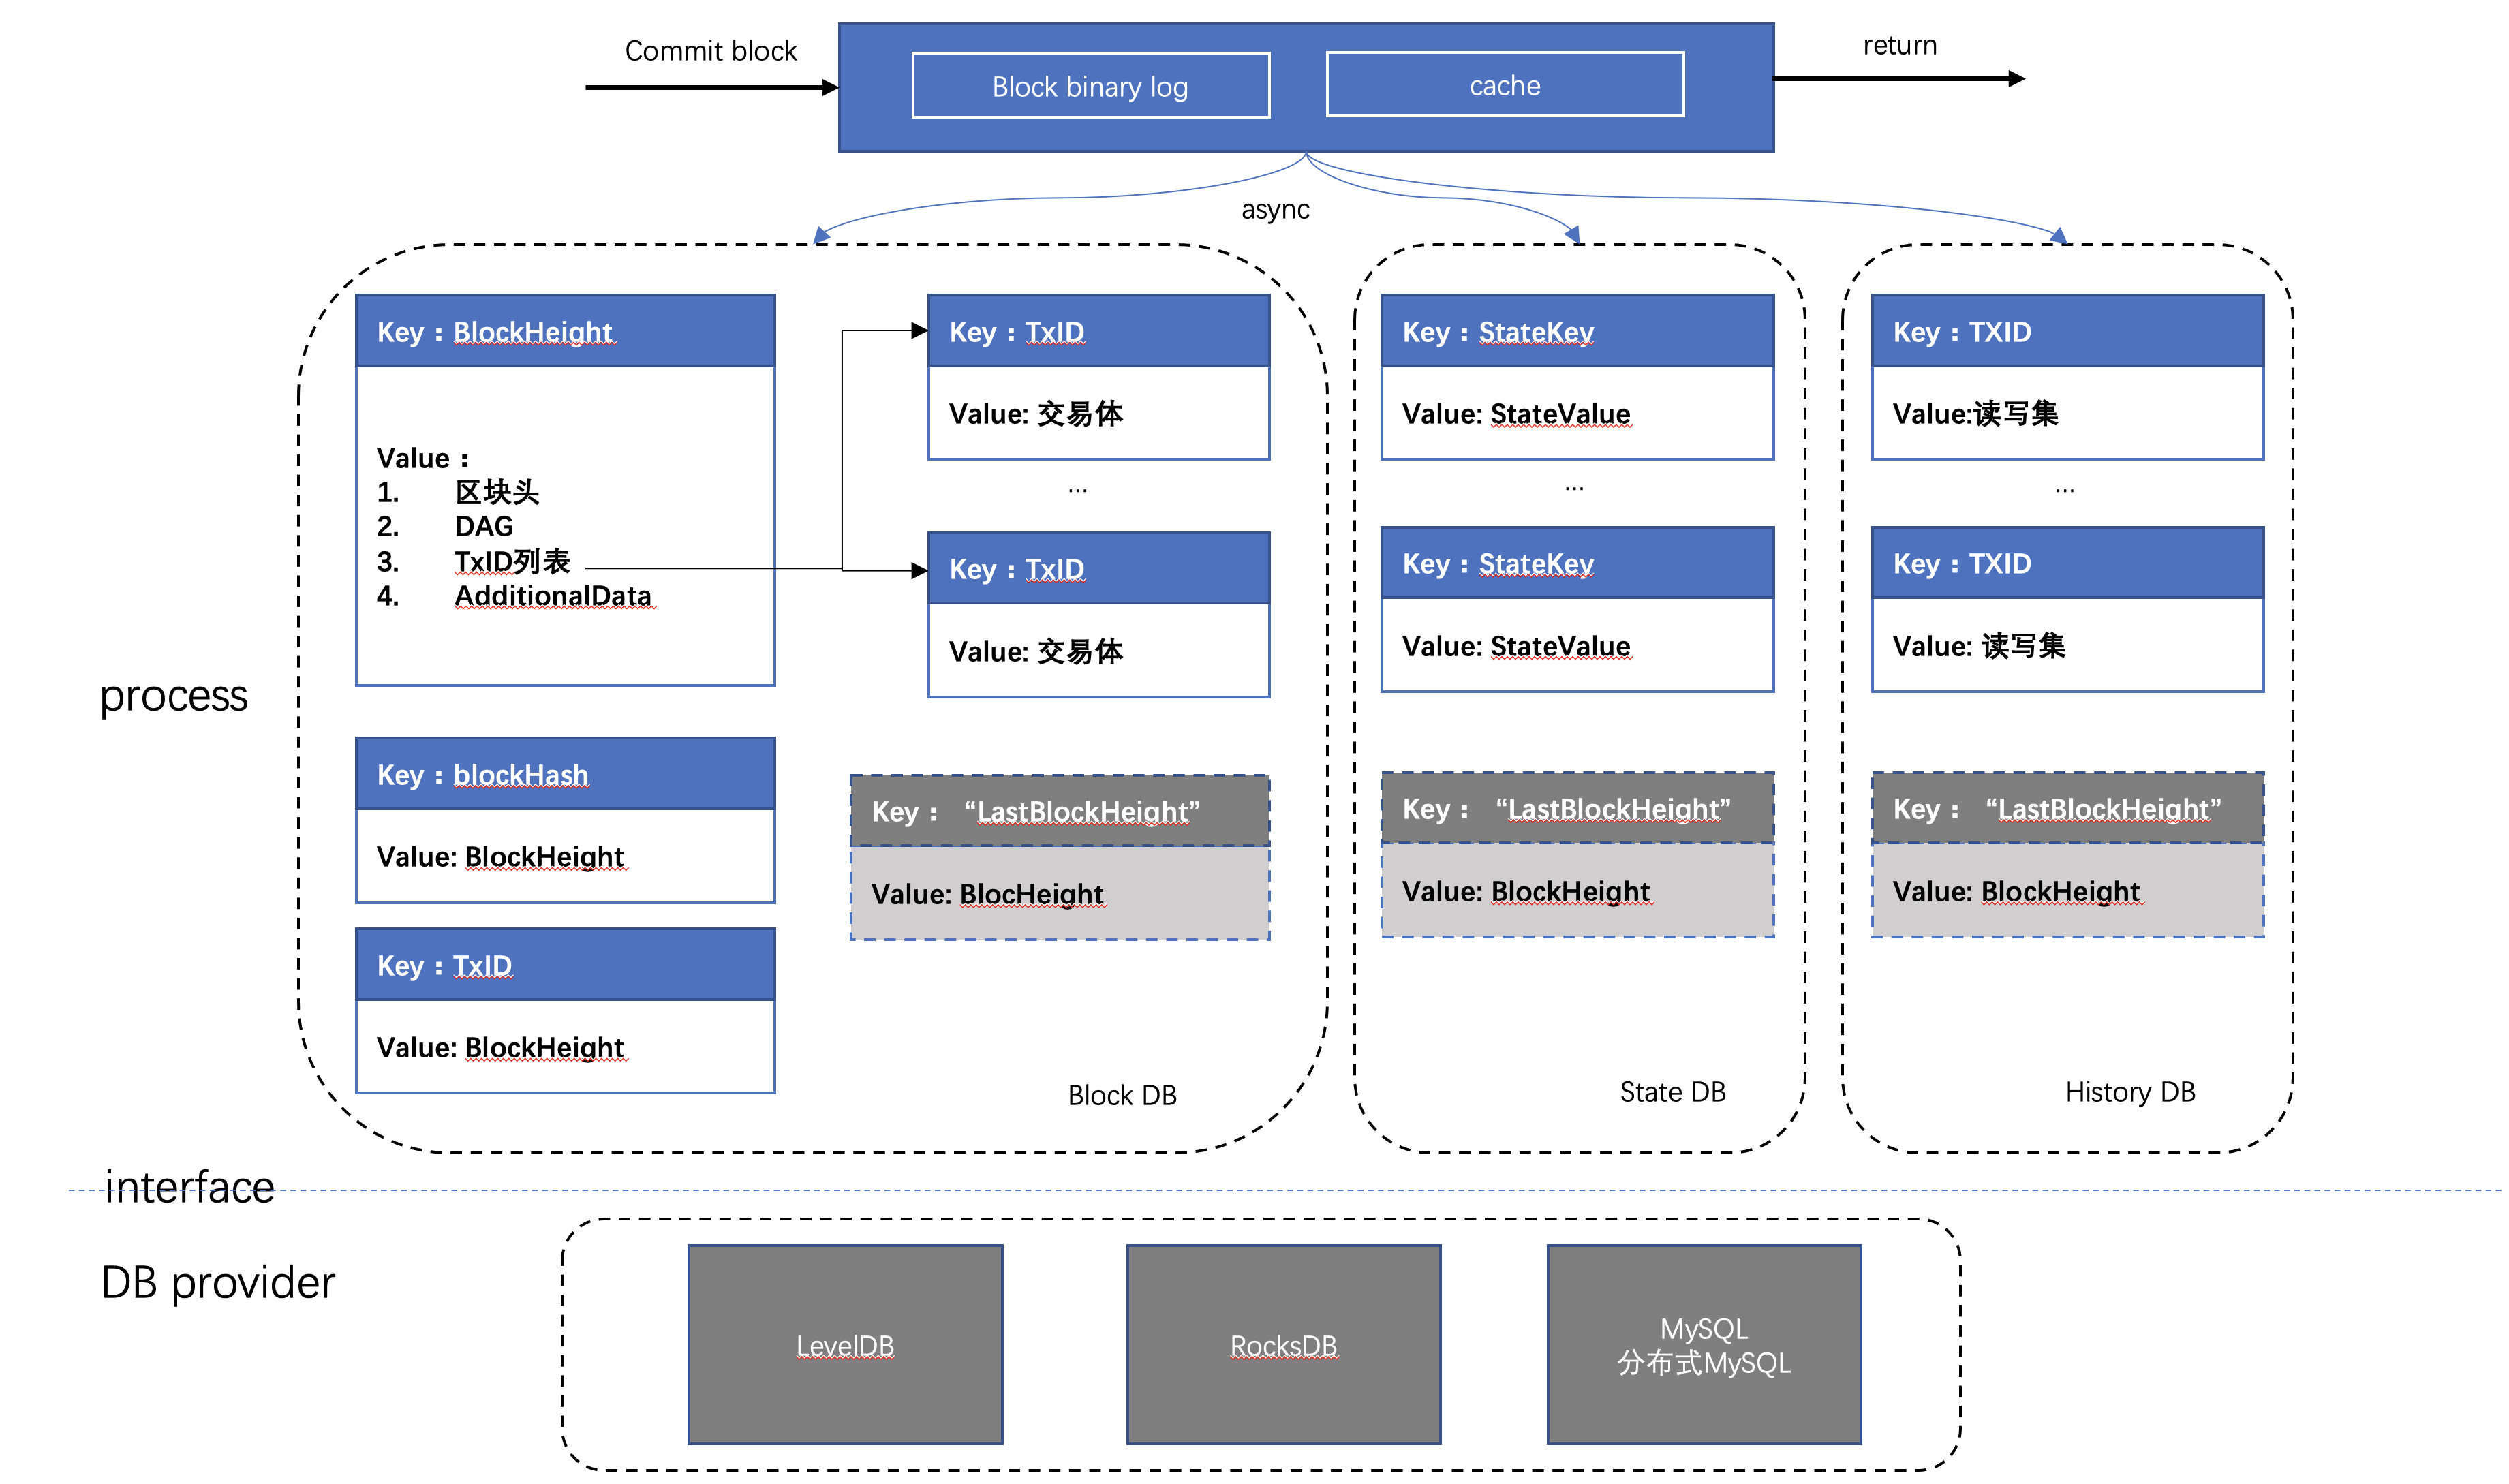 Commit block
Block binary log
cache
return
async
Key：BlockHeight
Value：
1. 区块头
2. DAG
3. TxID列表
4. AdditionalData
Key：TxID
Value: 交易体
...
Key：TxID
Value: 交易体
Key：StateKey
Value: StateValue
...
Key：StateKey
Value: StateValue
Key：TXID
Value:读写集
...
Key：TXID
Value: 读写集
process
Key：blockHash
Value: BlockHeight
Key：TxID
Value: BlockHeight
Key： “LastBlockHeight”
Value: BlocHeight
Key： “LastBlockHeight”
Value: BlockHeight
Key： “LastBlockHeight”
Value: BlockHeight
Block DB
State DB
History DB
interface
DB provider
LevelDB
RocksDB
MySQL
分布式MySQL